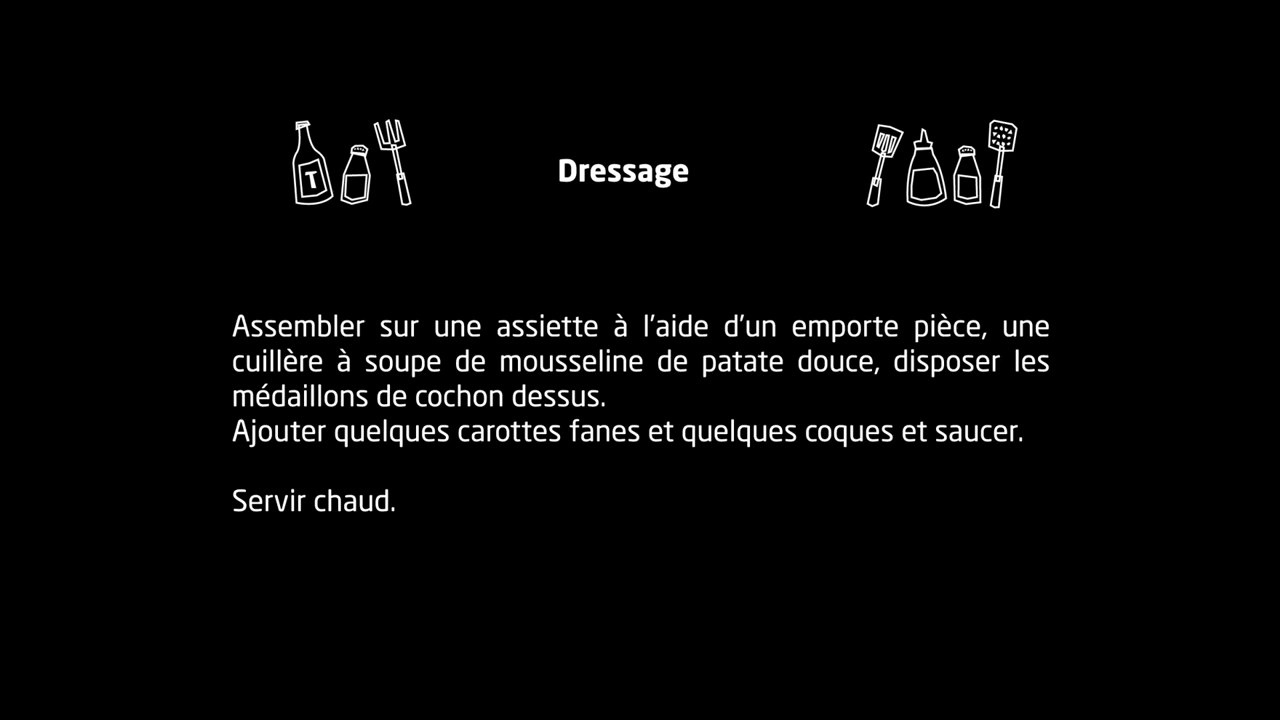 T
Dressage
Assembler sur une assiette à l'aide d'un emporte pièce, une
cuillère à soupe de mousseline de patate douce, disposer les
médaillons de cochon dessus.
Ajouter quelques carottes fanes et quelques coques et saucer.
Servir chaud.